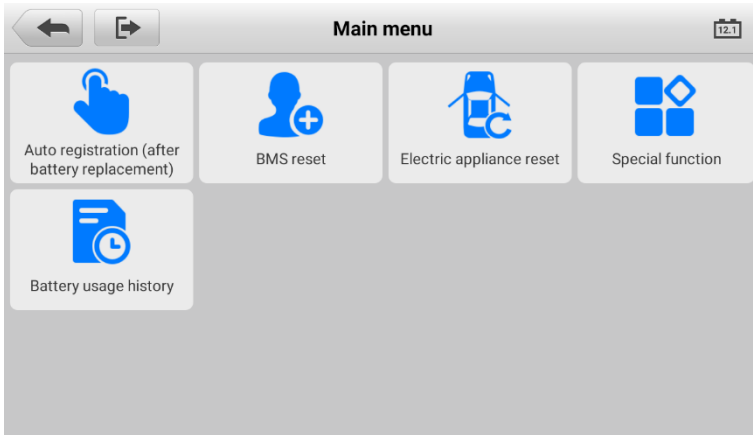 Main menu
12.1
Auto registration (after
battery replacement)
BMS reset
Electric appliance reset
Special function
Battery usage history